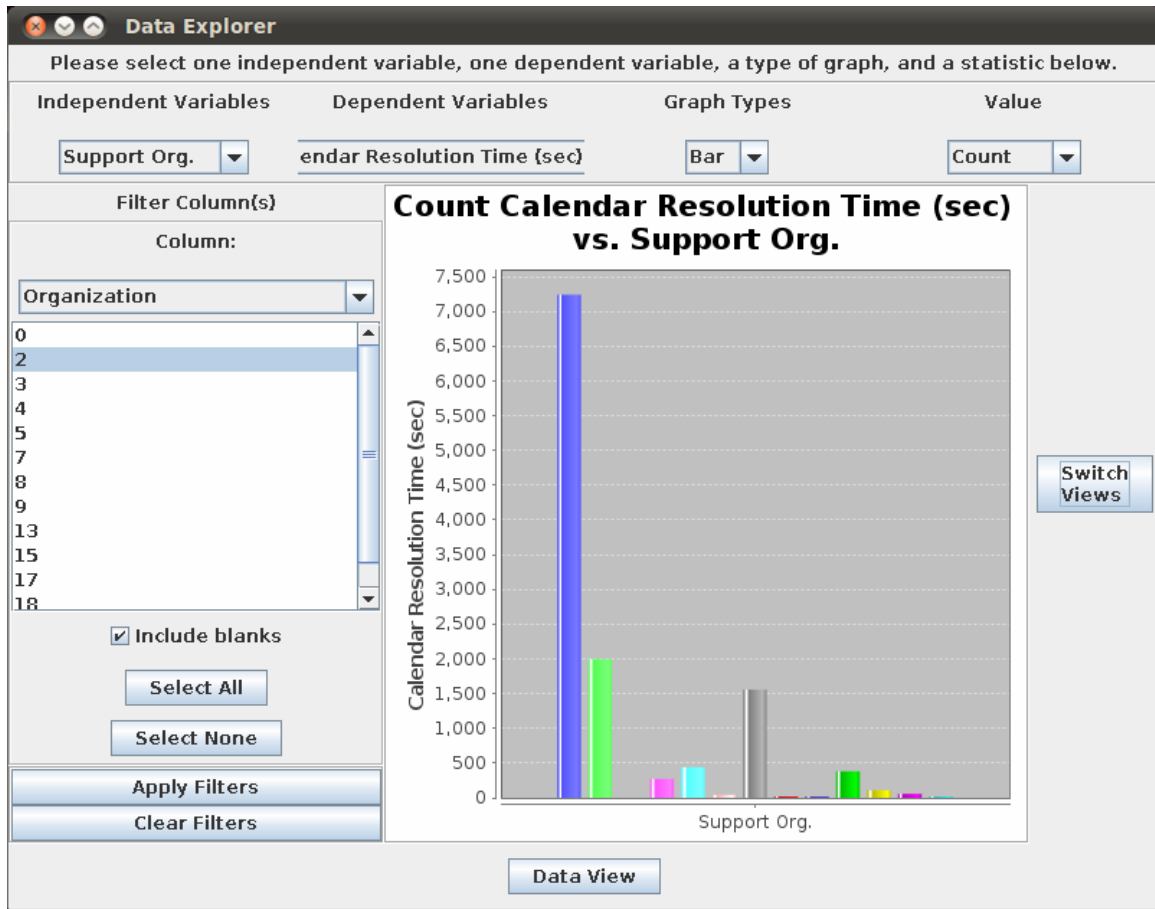 Data Explorer
Please select one independent variable, one dependent variable, a type of graph, and a statistic below.
Independent Variables Dependent Variables Graph Types Value
Support Org. endar Resolution Time (sec) Bar Count
Filter Column(s)
Column:
Organization
0
2
3
4
5
7
8
9
13
15
17
18
Include blanks
Select All
Select None
Apply Filters
Clear Filters
Count Calendar Resolution Time (sec)
vs. Support Org.
Calendar Resolution Time (sec)
7,500
7,000
6,500
6,000
5,500
5,000
4,500
4,000
3,500
3,000
2,500
2,000
1,500
1,000
500
0
Support Org.
Switch
Views
Data View